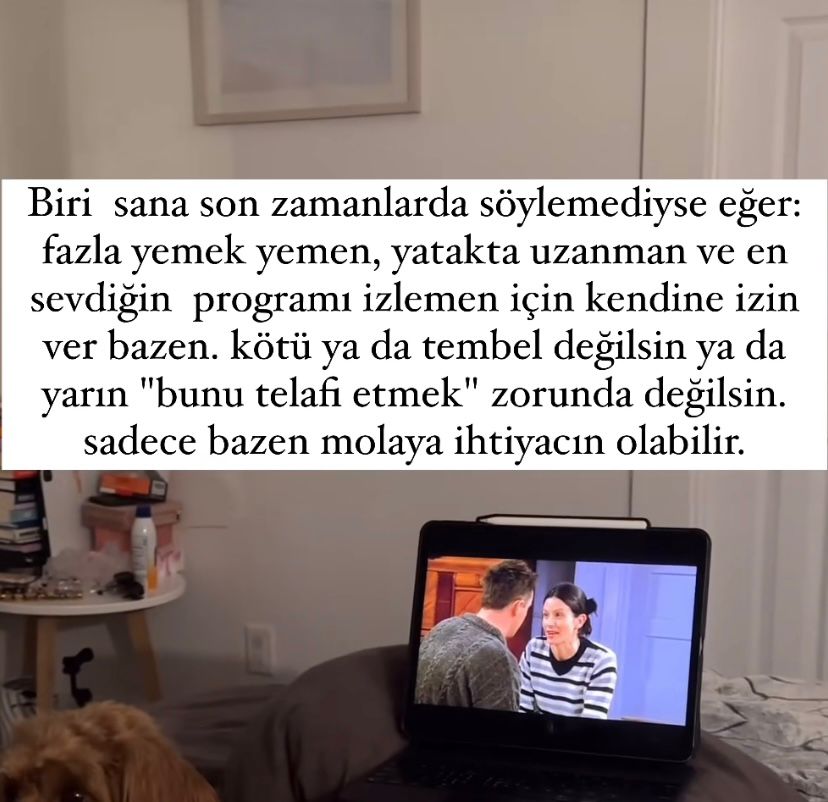 Biri  sana son zamanlarda söylemediyse eğer:
fazla yemek yemen, yatakta uzanman ve en
sevdiğin  programı izlemen için kendine izin
ver bazen. kötü ya da tembel değilsin ya da
yarın "bunu telafi etmek" zorunda değilsin.
sadece bazen molaya ihtiyacın olabilir.